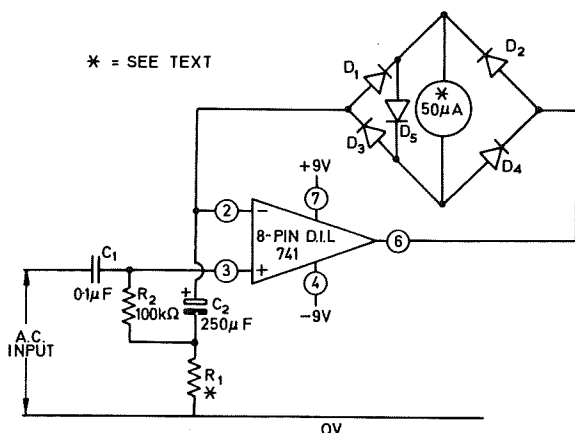 * = SEE TEXT
D1
D2
*
50µA
D3
D5
D4
+9V
7
2
−
8-PIN D.I.L
741
6
3
+
4
−9V
C1
0·1µF
R2
100kΩ
+
C2
250µF
A.C.
INPUT
R1
*
0V